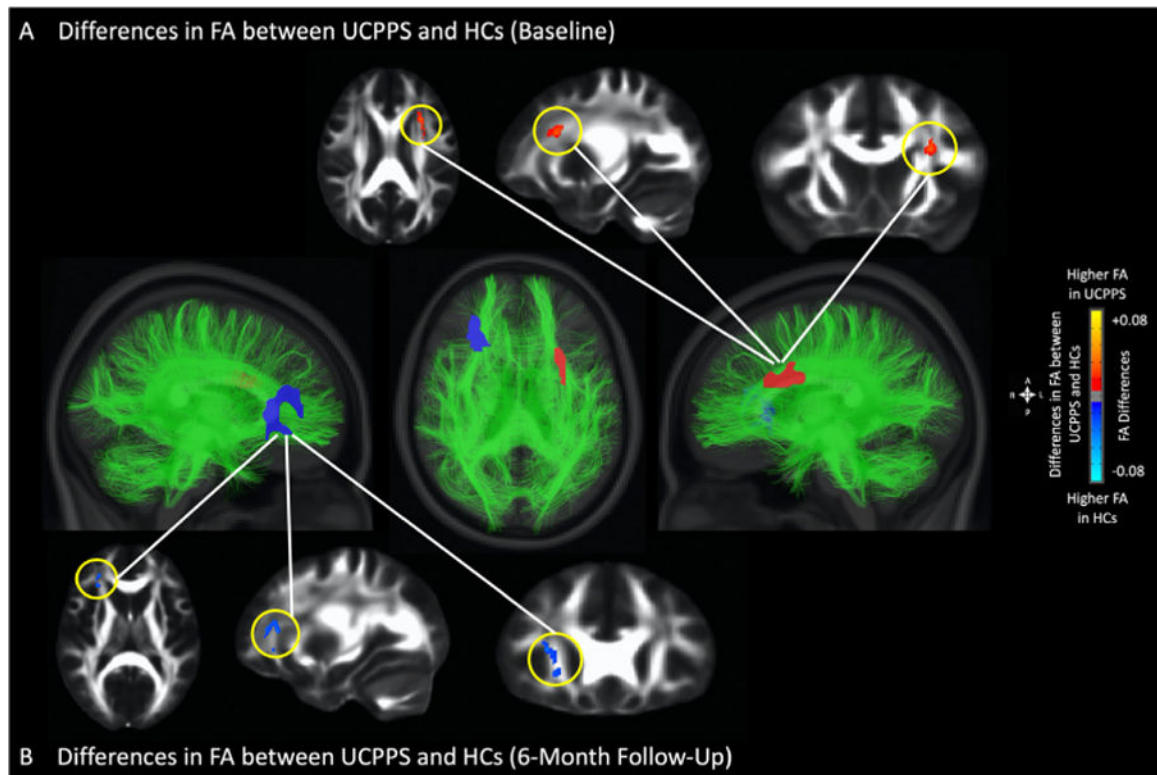 A Differences in FA between UCPPS and HCs (Baseline)
Higher FA
in UCPPS
+0.08
Differences in FA between
UCPPS and HCs
FA Differences
-0.08
Higher FA
in HCs
A
R L
P
B Differences in FA between UCPPS and HCs (6-Month Follow-Up)